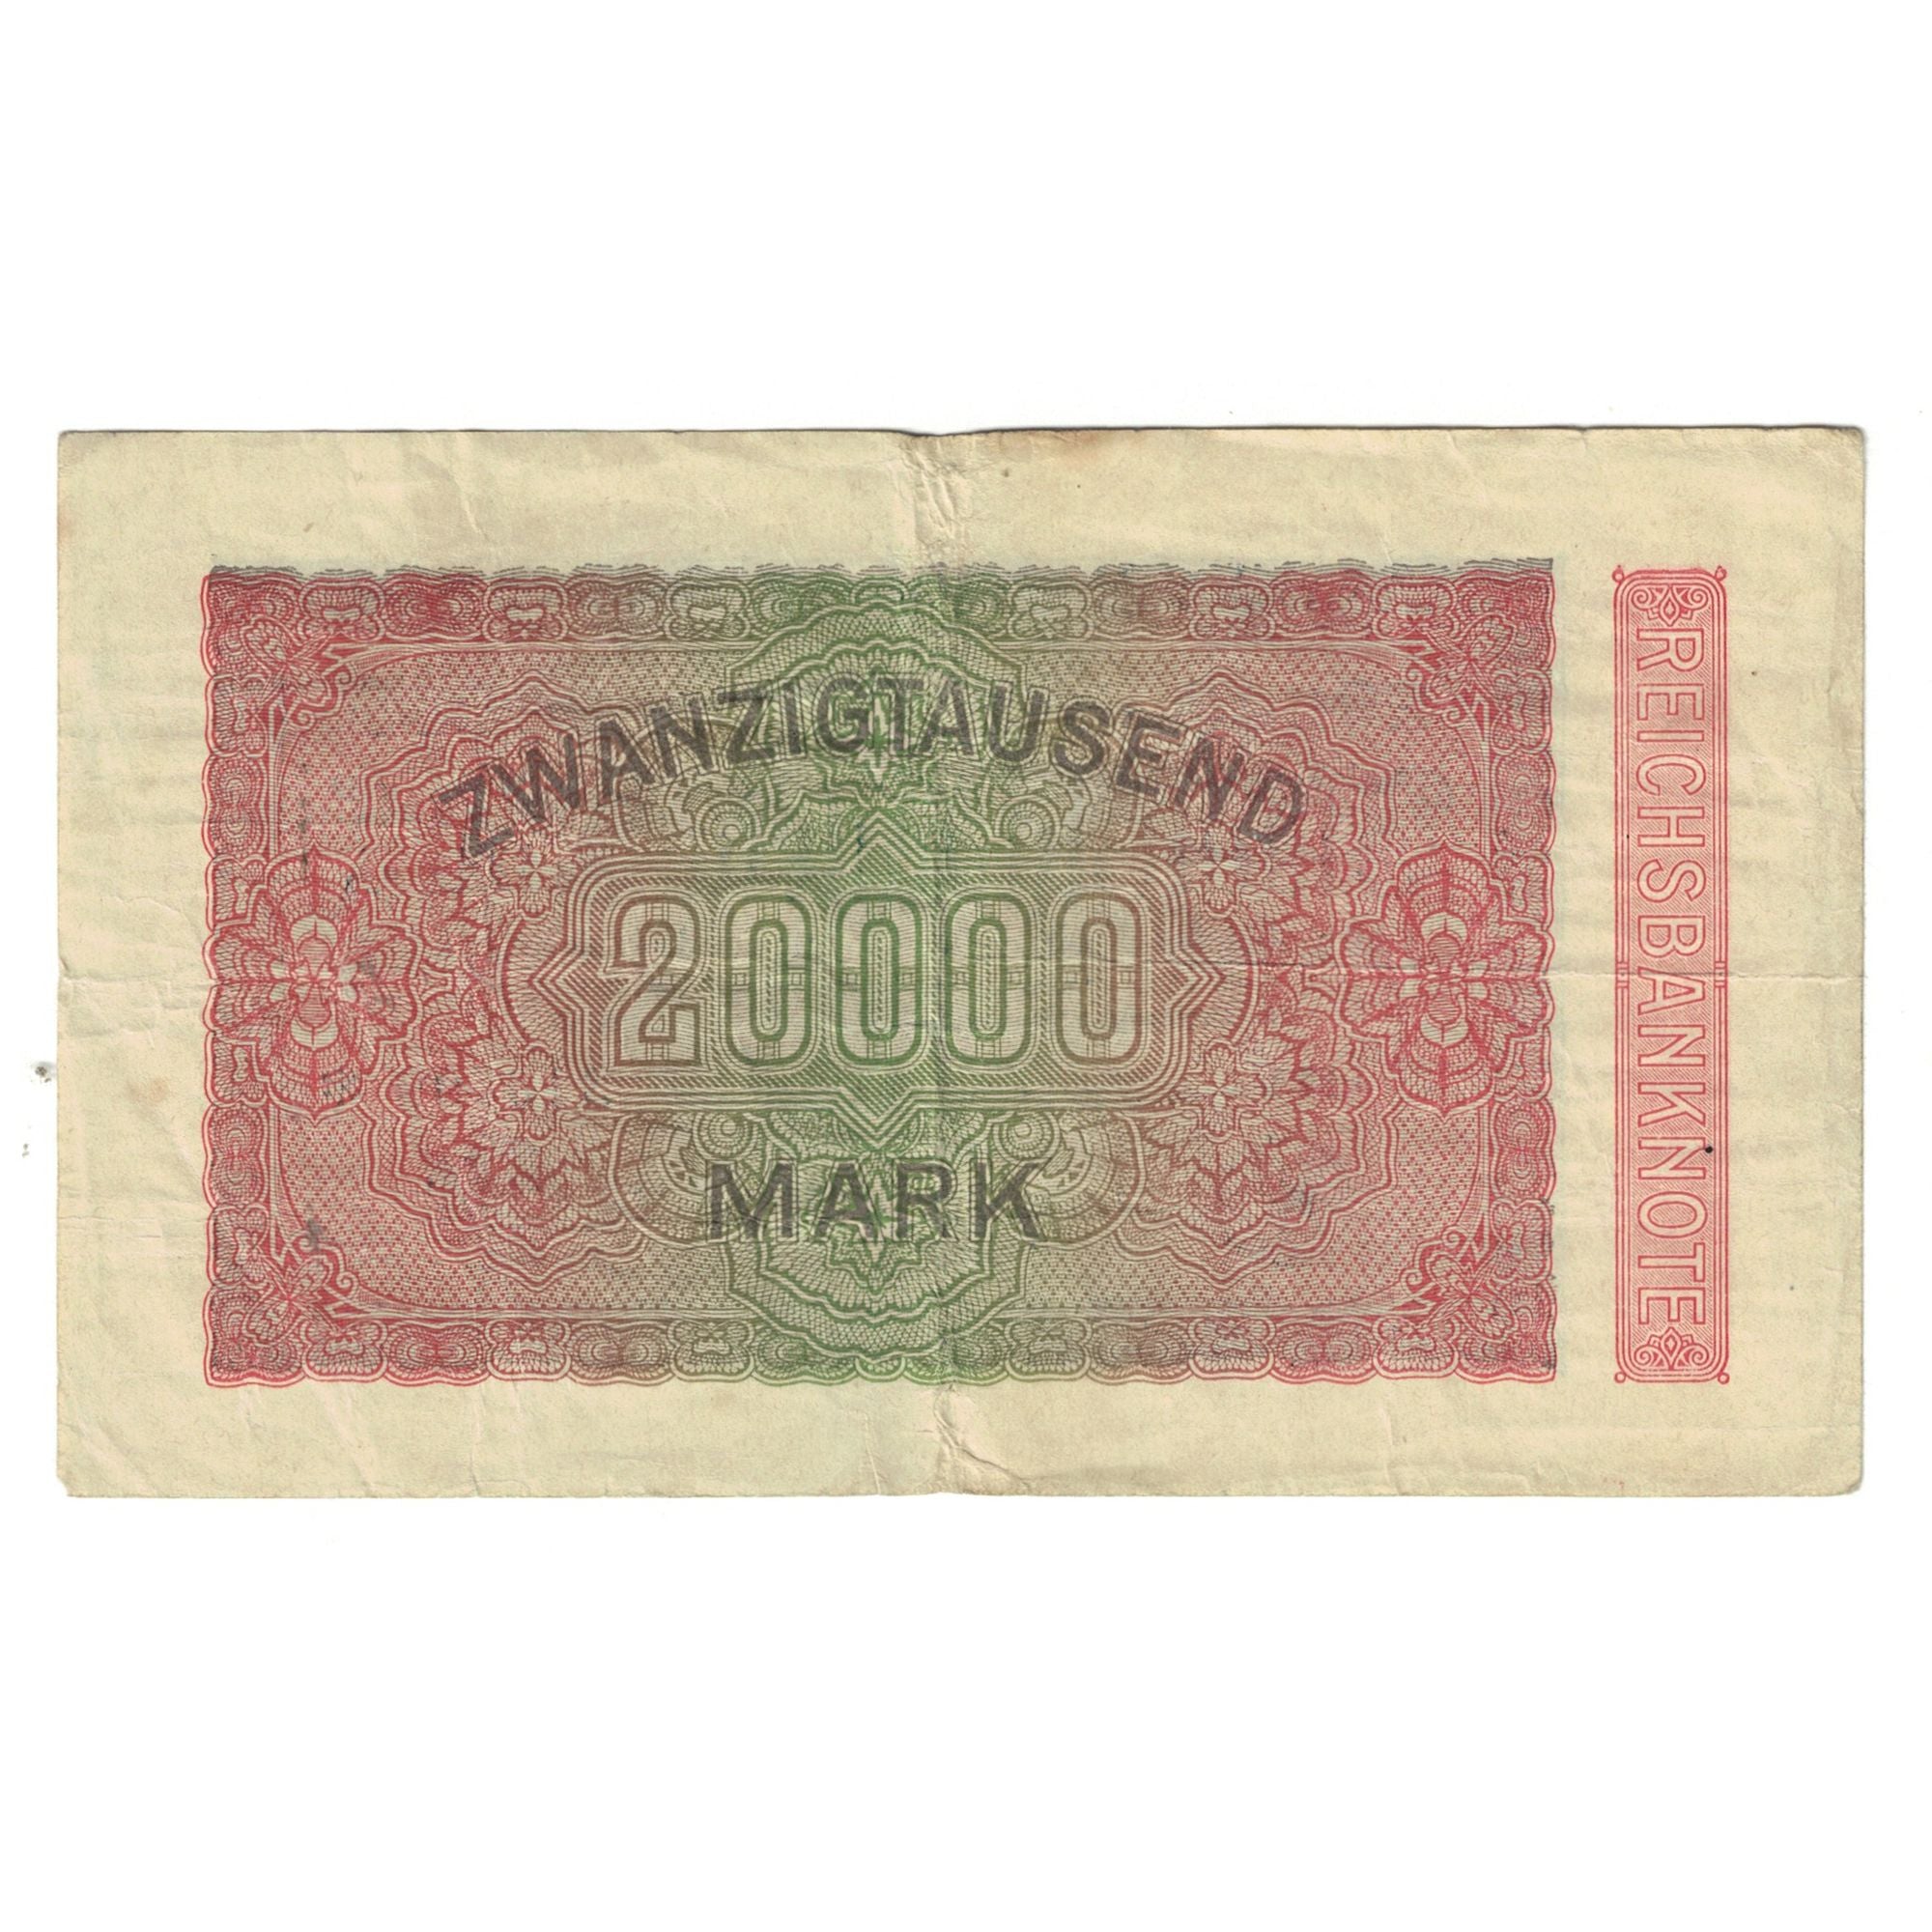 ZWANZIGTAUSEND
20000
MARK
REICHSBANKNOTE